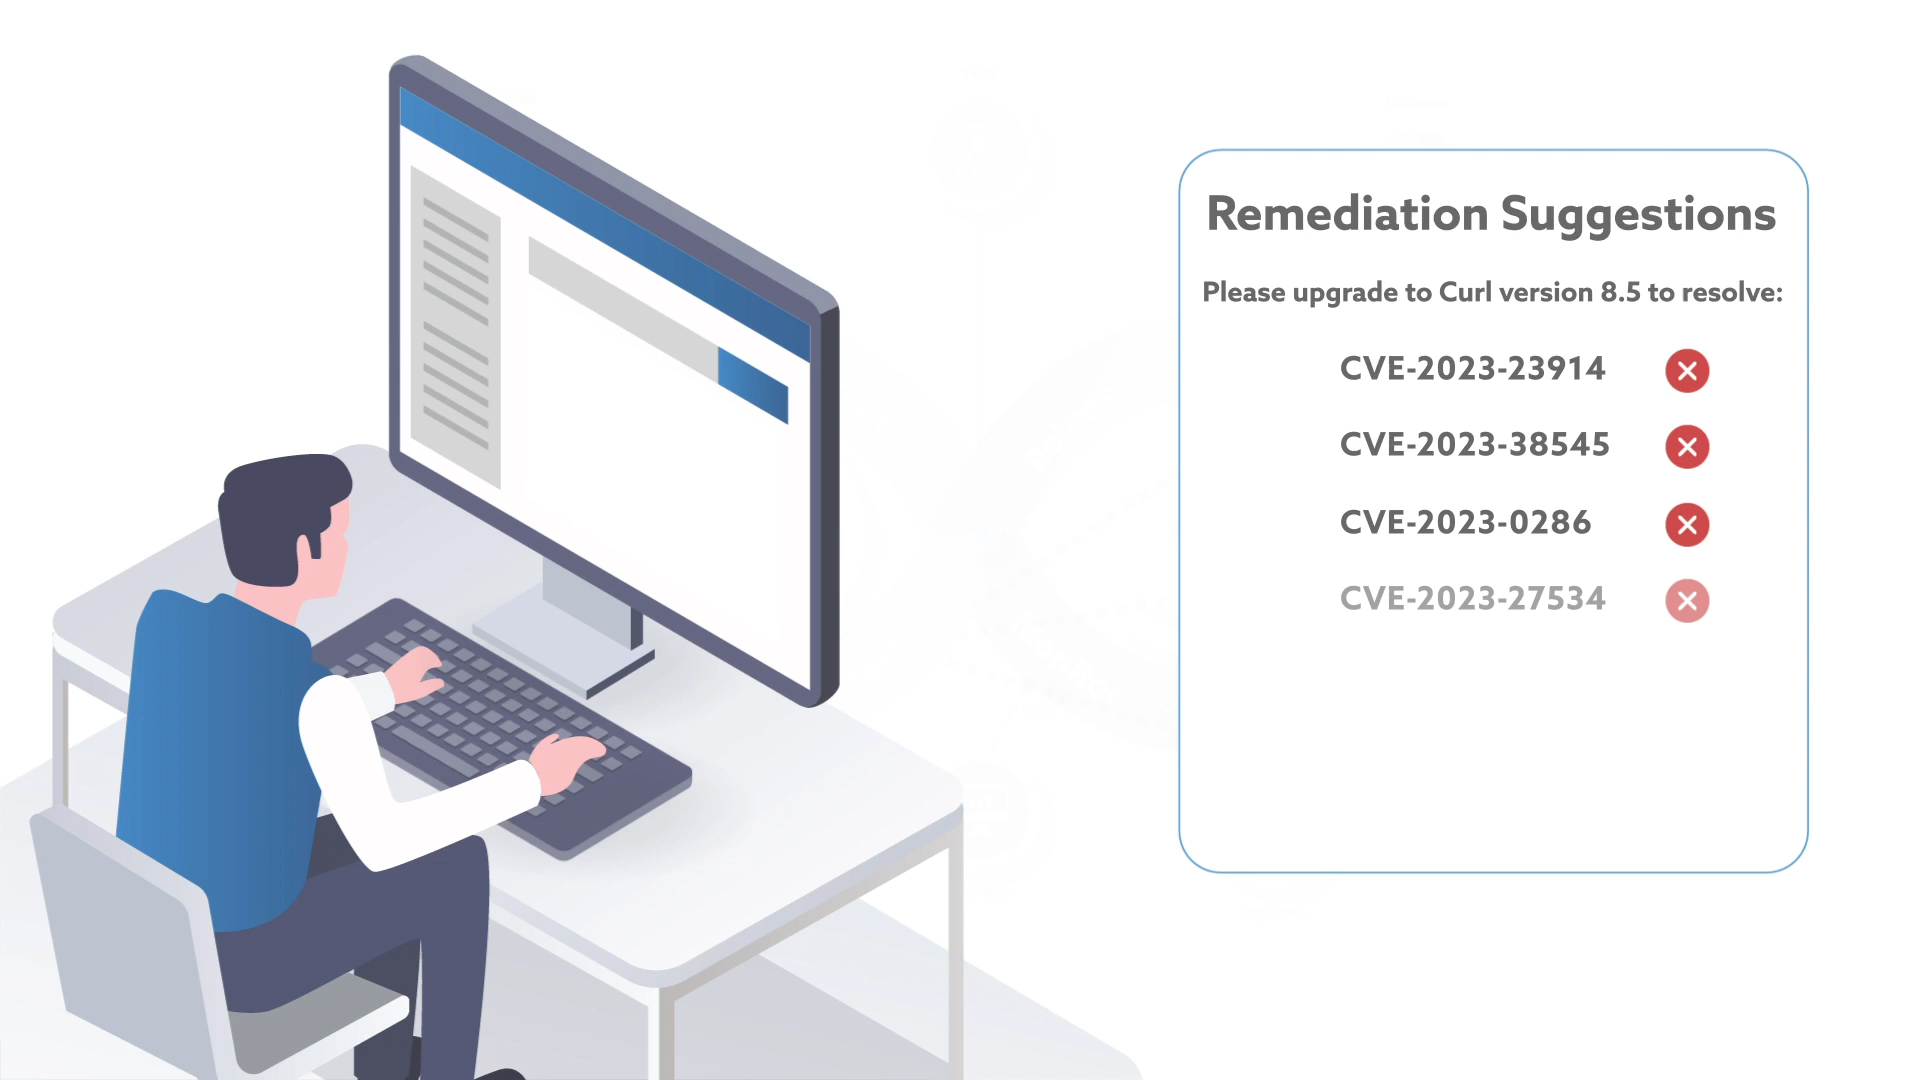 Remediation Suggestions
Please upgrade to Curl version 8.5 to resolve:
CVE-2023-23914
CVE-2023-38545
CVE-2023-0286
CVE-2023-27534